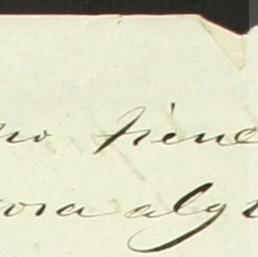 no tiene
ora alg